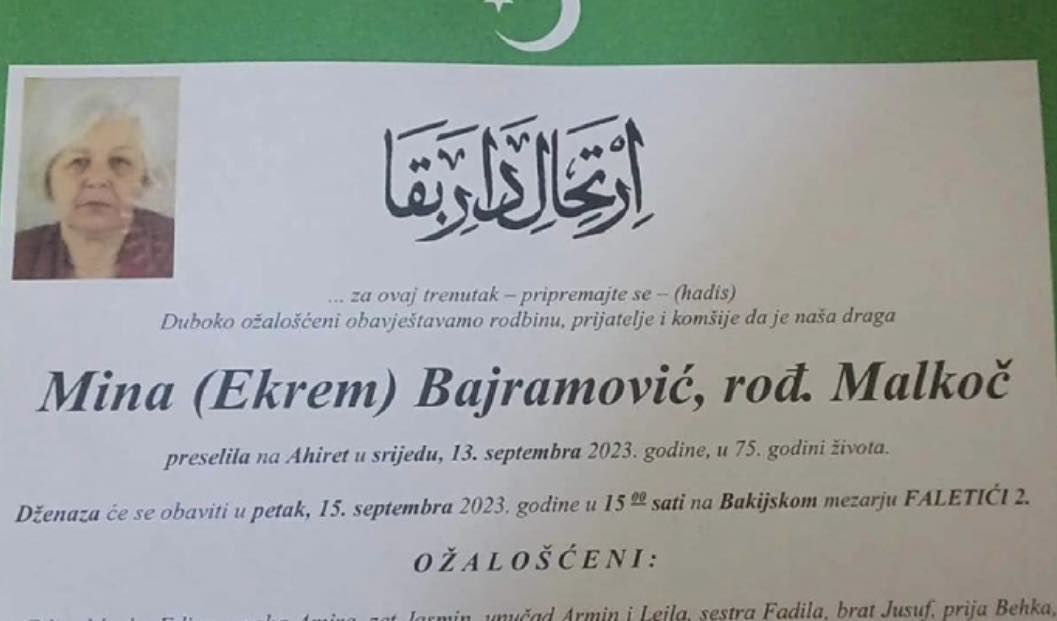 اِرْتِحَالِ دَارِ بَقَا
... za ovaj trenutak – pripremajte se – (hadis)
Duboko ožalošćeni obavještavamo rodbinu, prijatelje i komšije da je naša draga
Mina (Ekrem) Bajramović, rođ. Malkoč
preselila na Ahiret u srijedu, 13. septembra 2023. godine, u 75. godini života.
Dženaza će se obaviti u petak, 15. septembra 2023. godine u 15 00 sati na Bakijskom mezarju FALETIĆI 2.
OŽALOŠĆENI:
zet Jasmin, unučad Armin i Lejla, sestra Fadila, brat Jusuf, prija Behka,